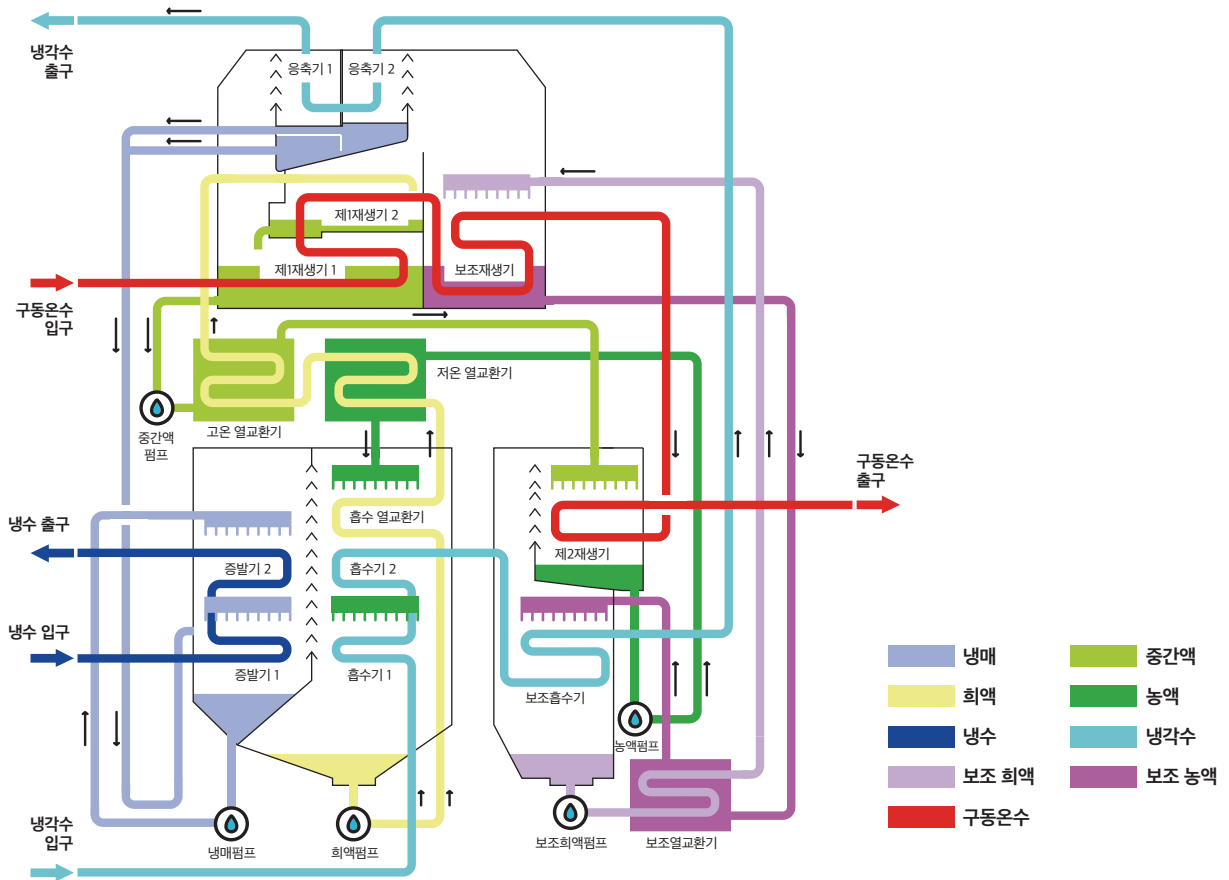 냉각수
출구
응축기 1
응축기 2
제1재생기 2
제1재생기 1
보조재생기
구동온수
입구
저온 열교환기
고온 열교환기
중간액
펌프
구동온수
출구
냉수 출구
흡수 열교환기
증발기 2
흡수기 2
제2재생기
냉수 입구
증발기 1
흡수기 1
보조흡수기
농액펌프
냉각수
입구
냉매펌프
희액펌프
보조희액펌프
보조열교환기
냉매
중간액
희액
농액
냉수
냉각수
보조 희액
보조 농액
구동온수